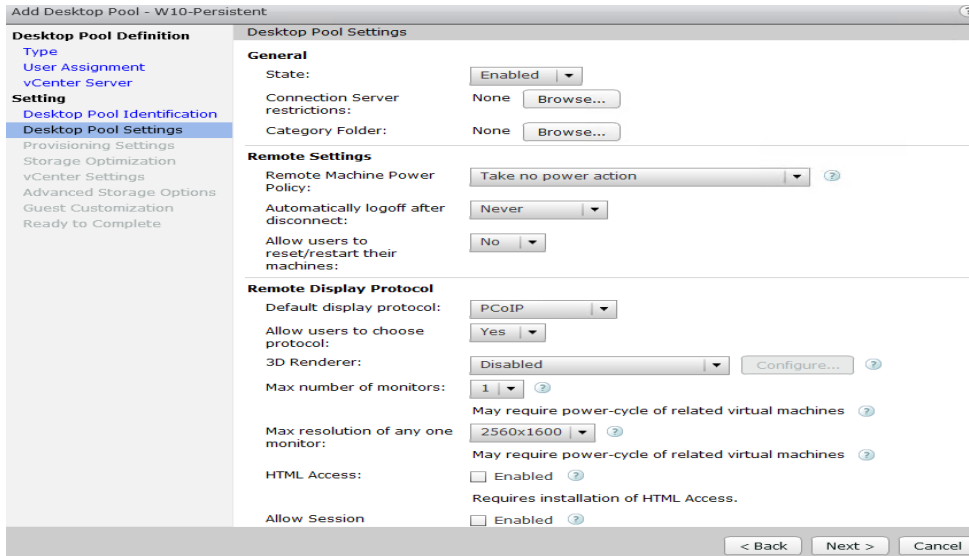 Add Desktop Pool - W10-Persistent
?
Desktop Pool Definition
Type
User Assignment
vCenter Server
Setting
Desktop Pool Identification
Desktop Pool Settings
Provisioning Settings
Storage Optimization
vCenter Settings
Advanced Storage Options
Guest Customization
Ready to Complete
Desktop Pool Settings
General
State: Enabled
Connection Server None Browse...
restrictions:
Category Folder: None Browse...
Remote Settings
Remote Machine Power Take no power action ?
Policy:
Automatically logoff after Never
disconnect:
Allow users to No
reset/restart their
machines:
Remote Display Protocol
Default display protocol: PCoIP
Allow users to choose Yes
protocol:
3D Renderer: Disabled Configure... ?
Max number of monitors: 1 ?
May require power-cycle of related virtual machines ?
Max resolution of any one 2560x1600 ?
monitor:
May require power-cycle of related virtual machines ?
HTML Access: Enabled ?
Requires installation of HTML Access.
Allow Session Enabled ?
< Back Next > Cancel